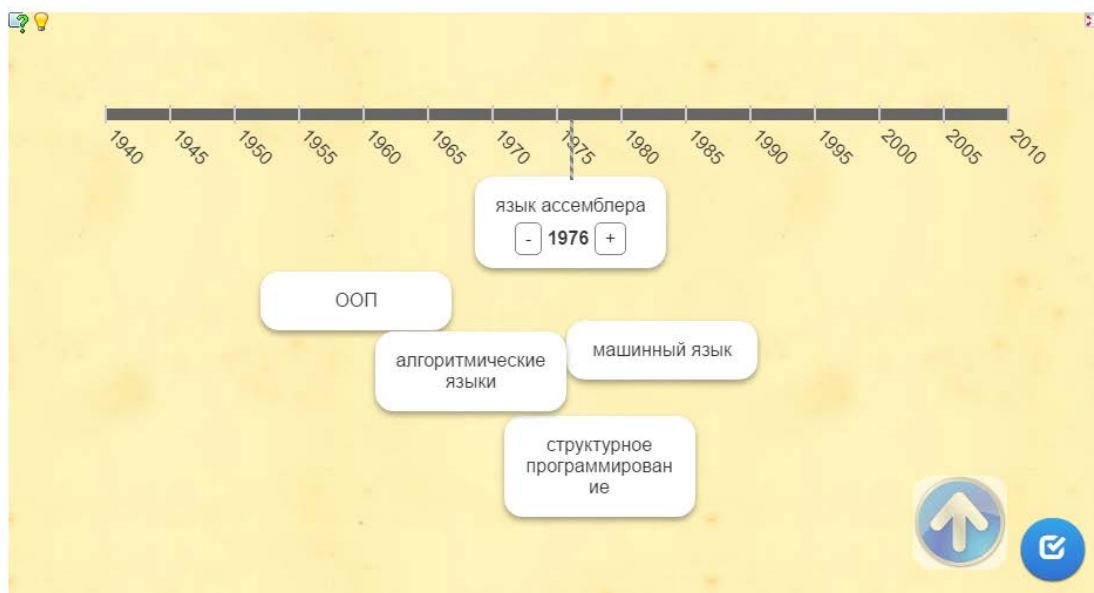 1940 1945 1950 1955 1960 1965 1970 1975 1980 1985 1990 1995 2000 2005 2010
язык ассемблера
- 1976 +
ООП
машинный язык
алгоритмические
языки
структурное
программирован
ие